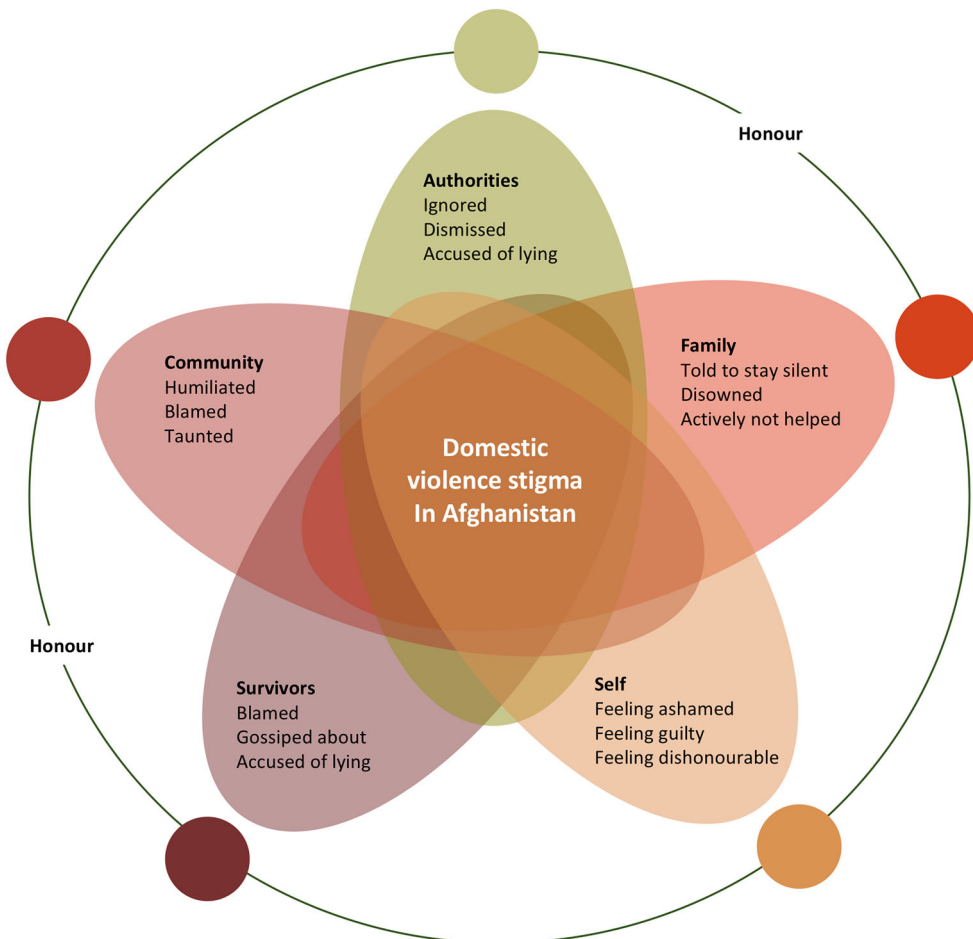 Honour
Authorities
Ignored
Dismissed
Accused of lying
Family
Told to stay silent
Disowned
Actively not helped
Community
Humiliated
Blamed
Taunted
Domestic
violence stigma
In Afghanistan
Honour
Survivors
Blamed
Gossiped about
Accused of lying
Self
Feeling ashamed
Feeling guilty
Feeling dishonourable